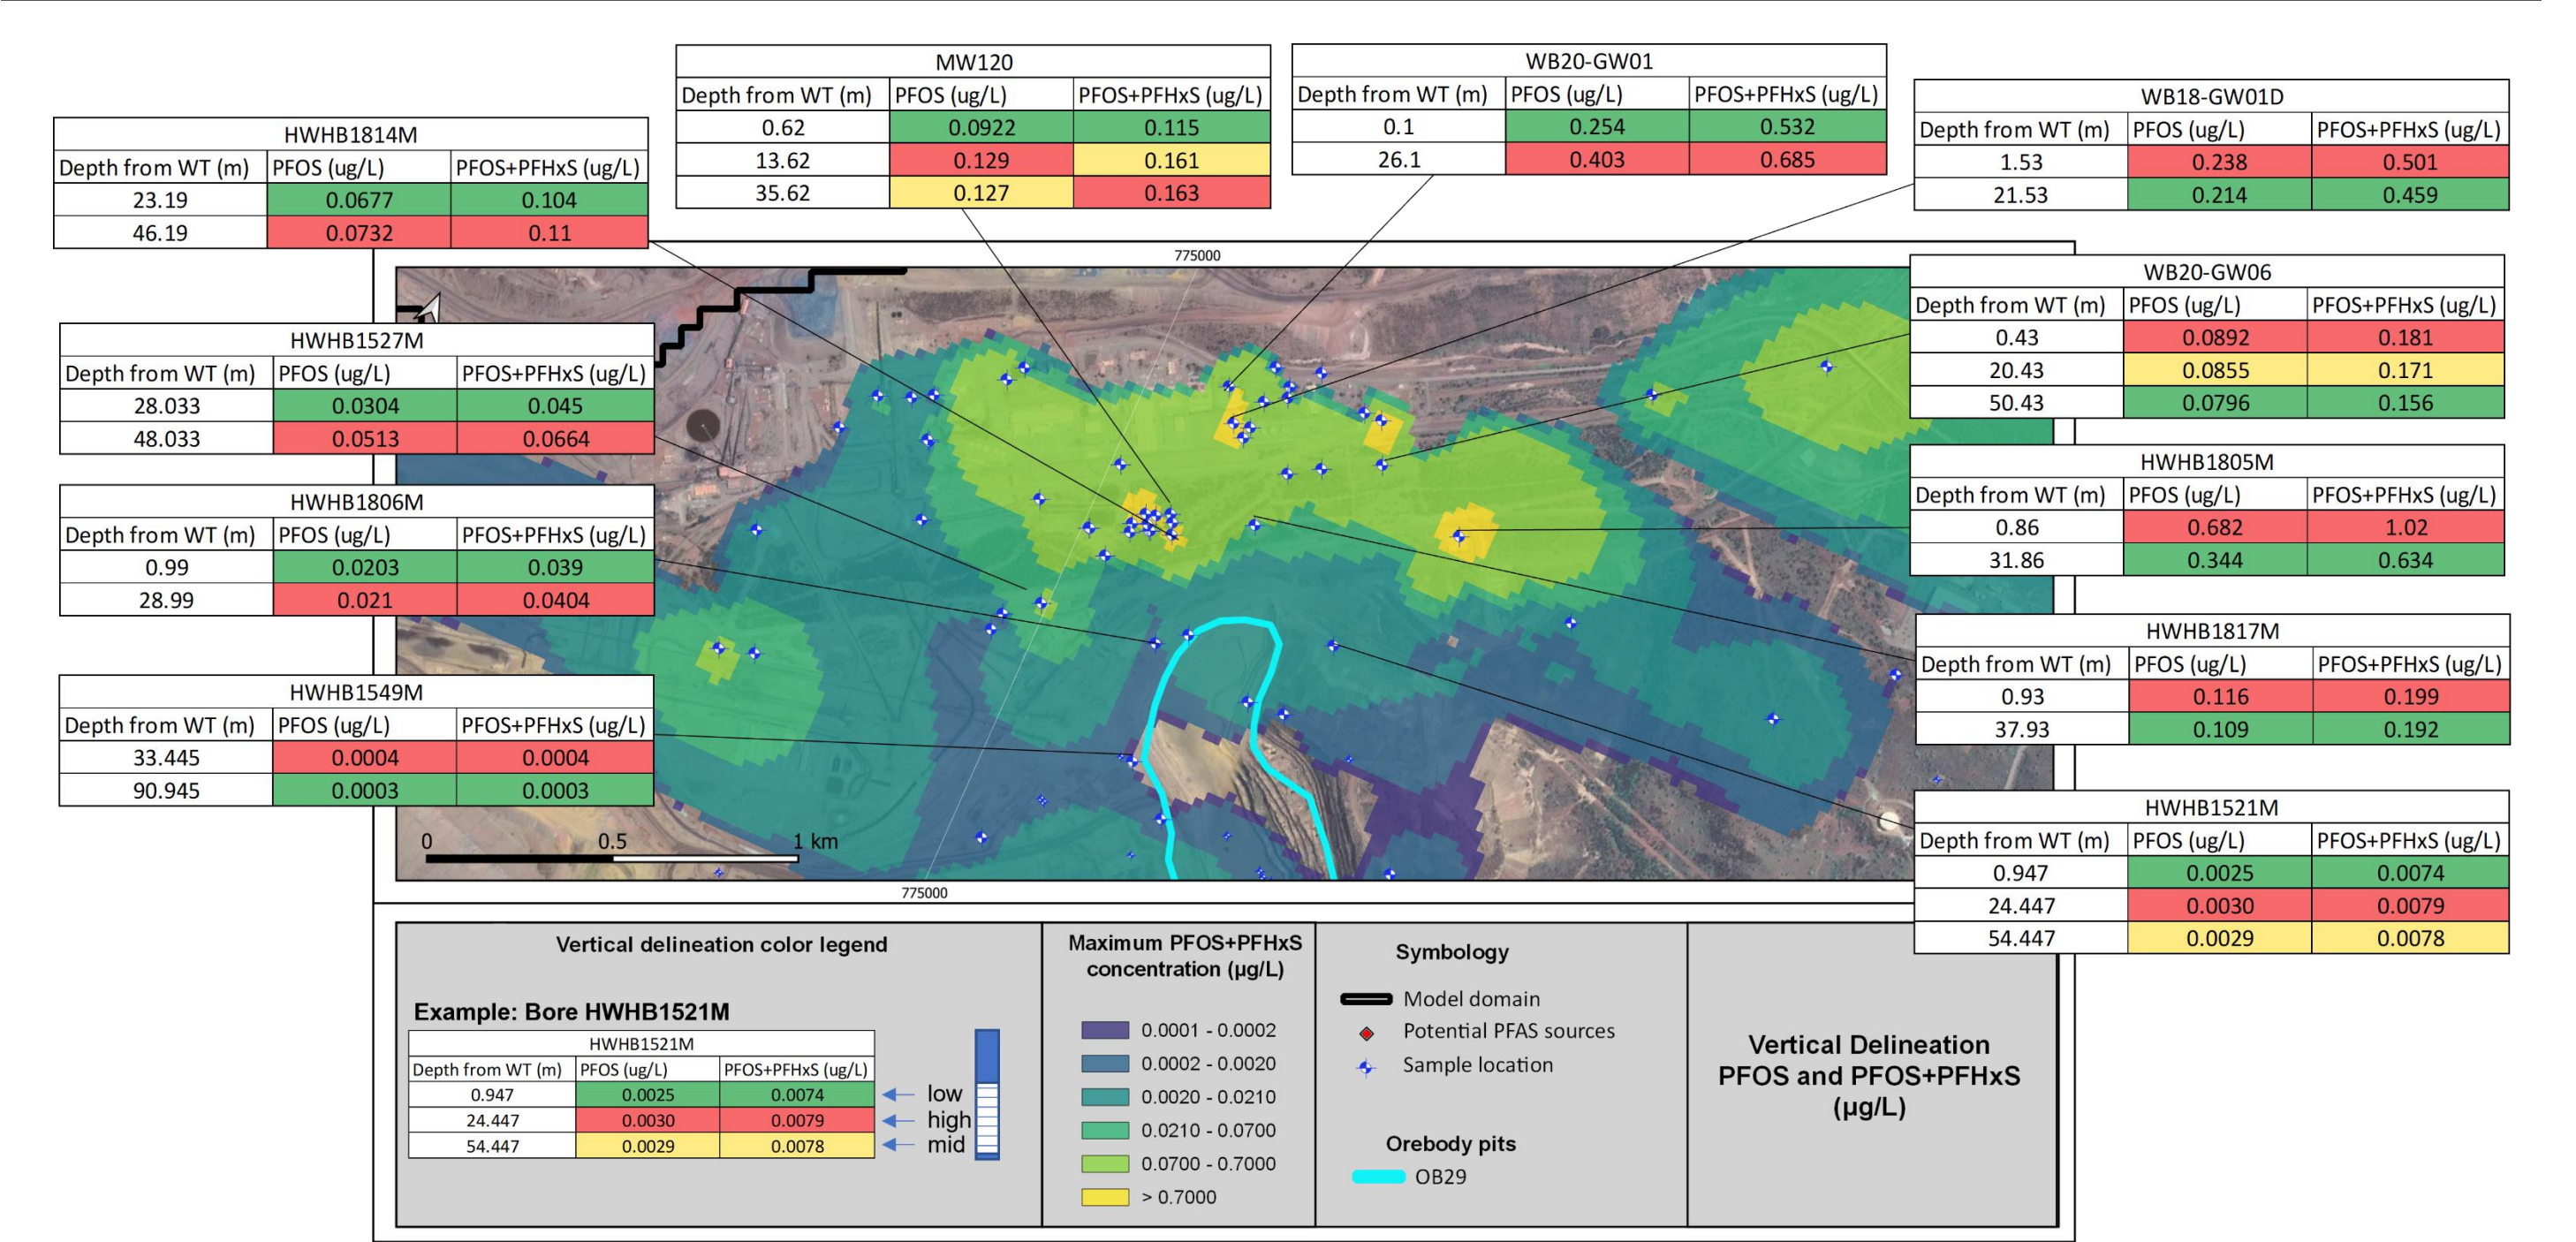 MW120
Depth from WT (m) PFOS (ug/L) PFOS+PFHxS (ug/L)
0.62 0.0922 0.115
13.62 0.129 0.161
35.62 0.127 0.163
WB20-GW01
Depth from WT (m) PFOS (ug/L) PFOS+PFHxS (ug/L)
0.1 0.254 0.532
26.1 0.403 0.685
WB18-GW01D
Depth from WT (m) PFOS (ug/L) PFOS+PFHxS (ug/L)
1.53 0.238 0.501
21.53 0.214 0.459
HWHB1814M
Depth from WT (m) PFOS (ug/L) PFOS+PFHxS (ug/L)
23.19 0.0677 0.104
46.19 0.0732 0.11
775000
WB20-GW06
Depth from WT (m) PFOS (ug/L) PFOS+PFHxS (ug/L)
0.43 0.0892 0.181
20.43 0.0855 0.171
50.43 0.0796 0.156
HWHB1527M
Depth from WT (m) PFOS (ug/L) PFOS+PFHxS (ug/L)
28.033 0.0304 0.045
48.033 0.0513 0.0664
HWHB1805M
Depth from WT (m) PFOS (ug/L) PFOS+PFHxS (ug/L)
0.86 0.682 1.02
31.86 0.344 0.634
HWHB1806M
Depth from WT (m) PFOS (ug/L) PFOS+PFHxS (ug/L)
0.99 0.0203 0.039
28.99 0.021 0.0404
HWHB1817M
Depth from WT (m) PFOS (ug/L) PFOS+PFHxS (ug/L)
0.93 0.116 0.199
37.93 0.109 0.192
HWHB1549M
Depth from WT (m) PFOS (ug/L) PFOS+PFHxS (ug/L)
33.445 0.0004 0.0004
90.945 0.0003 0.0003
HWHB1521M
Depth from WT (m) PFOS (ug/L) PFOS+PFHxS (ug/L)
0.947 0.0025 0.0074
24.447 0.0030 0.0079
54.447 0.0029 0.0078
0 0.5 1 km
775000
Vertical delineation color legend
Example: Bore HWHB1521M
HWHB1521M
Depth from WT (m) PFOS (ug/L) PFOS+PFHxS (ug/L)
0.947 0.0025 0.0074 low
24.447 0.0030 0.0079 high
54.447 0.0029 0.0078 mid
Maximum PFOS+PFHxS
concentration (µg/L)
0.0001 - 0.0002
0.0002 - 0.0020
0.0020 - 0.0210
0.0210 - 0.0700
0.0700 - 0.7000
> 0.7000
Symbology
Model domain
Potential PFAS sources
Sample location
Orebody pits
OB29
Vertical Delineation
PFOS and PFOS+PFHxS
(µg/L)